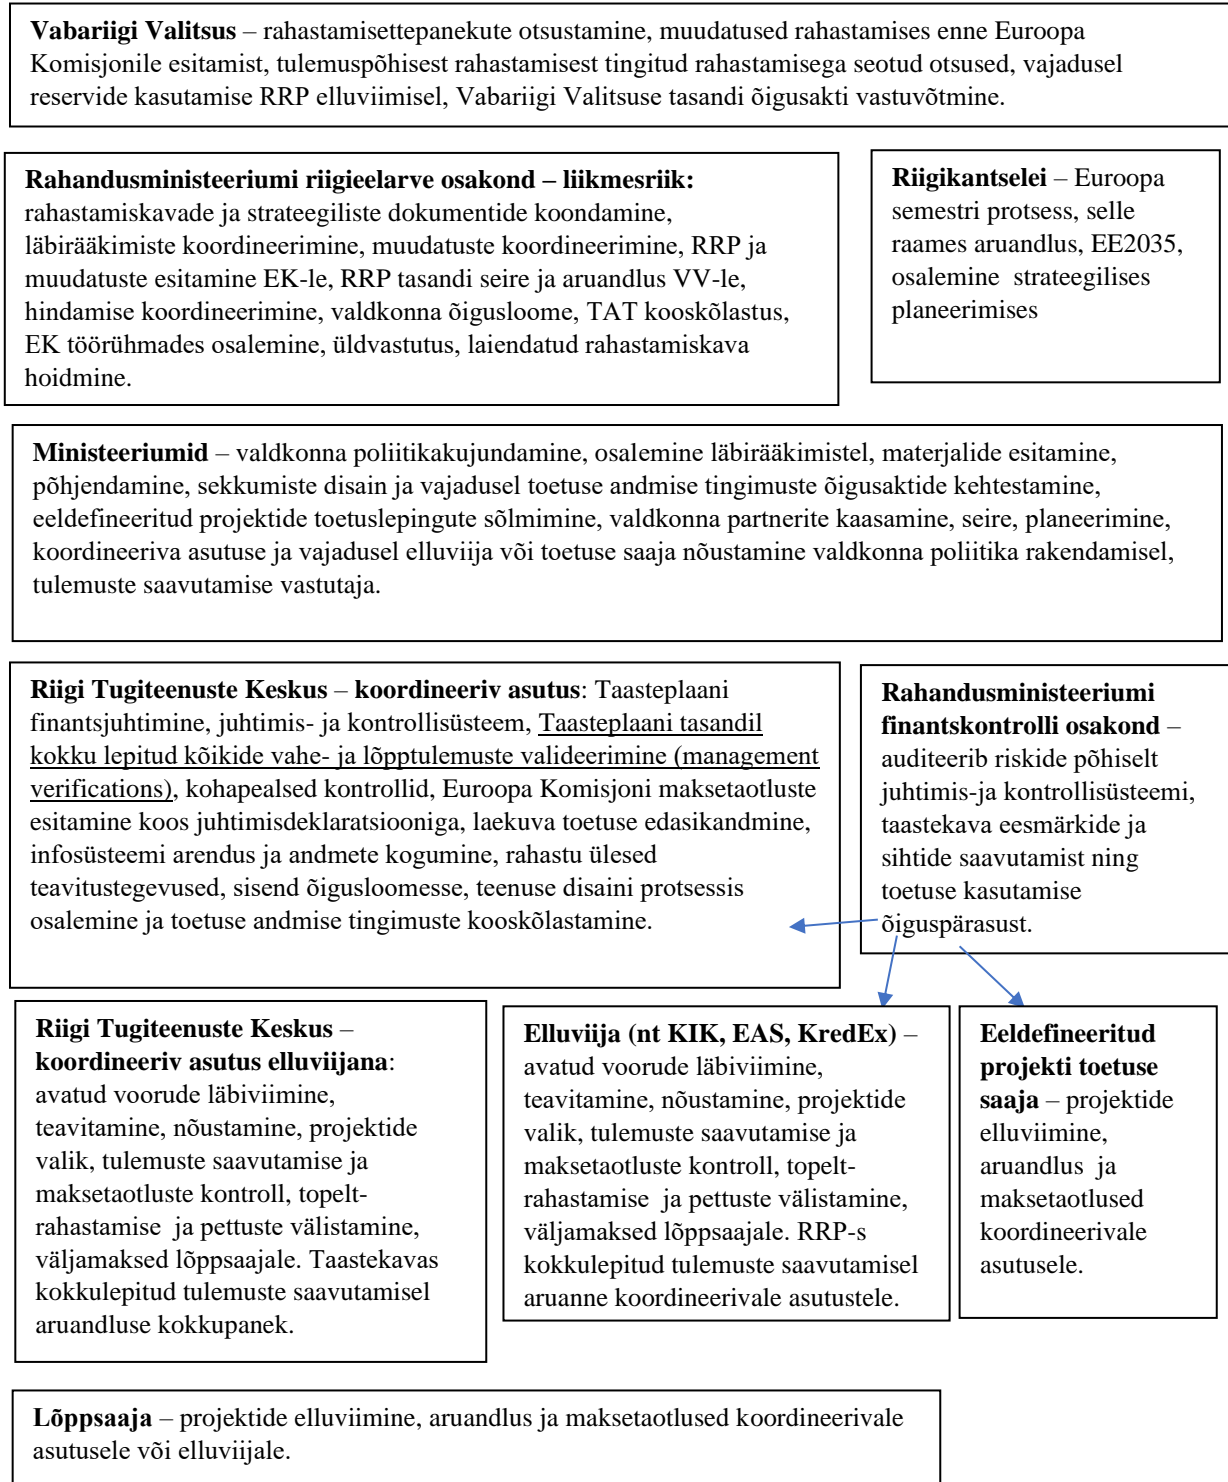 Vabariigi Valitsus – rahastamisettepanekute otsustamine, muudatused rahastamises enne Euroopa
Komisjonile esitamist, tulemuspõhisest rahastamisest tingitud rahastamisega seotud otsused, vajadusel
reservide kasutamise RRP elluviimisel, Vabariigi Valitsuse tasandi õigusakti vastuvõtmine.
Rahandusministeeriumi riigieelarve osakond – liikmesriik:
rahastamiskavade ja strateegiliste dokumentide koondamine,
läbirääkimiste koordineerimine, muudatuste koordineerimine, RRP ja
muudatuste esitamine EK-le, RRP tasandi seire ja aruandlus VV-le,
hindamise koordineerimine, valdkonna õigusloome, TAT kooskõlastus,
EK töörühmades osalemine, üldvastutus, laiendatud rahastamiskava
hoidmine.
Riigikantselei – Euroopa
semestri protsess, selle
raames aruandlus, EE2035,
osalemine strateegilises
planeerimises
Ministeeriumid – valdkonna poliitikakujundamine, osalemine läbirääkimistel, materjalide esitamine,
põhjendamine, sekkumiste disain ja vajadusel toetuse andmise tingimuste õigusaktide kehtestamine,
eeldefineeritud projektide toetuslepingute sõlmimine, valdkonna partnerite kaasamine, seire, planeerimine,
koordineeriva asutuse ja vajadusel elluviija või toetuse saaja nõustamine valdkonna poliitika rakendamisel,
tulemuste saavutamise vastutaja.
Riigi Tugiteenuste Keskus – koordineeriv asutus: Taasteplaani
finantsjuhtimine, juhtimis- ja kontrollisüsteem, Taasteplaani tasandil
kokku lepitud kõikide vahe- ja lõpptulemuste valideerimine (management
verifications), kohapealsed kontrollid, Euroopa Komisjoni maksetaotluste
esitamine koos juhtimisdeklaratsiooniga, laekuva toetuse edasikandmine,
infosüsteemi arendus ja andmete kogumine, rahastu ülesed
teavitustegevused, sisend õigusloomesse, teenuse disaini protsessis
osalemine ja toetuse andmise tingimuste kooskõlastamine.
Rahandusministeeriumi
finantskontrolli osakond –
auditeerib riskide põhiselt
juhtimis-ja kontrollisüsteemi,
taastekava eesmärkide ja
sihtide saavutamist ning
toetuse kasutamise
õiguspärasust.
Riigi Tugiteenuste Keskus –
koordineeriv asutus elluviijana:
avatud voorude läbiviimine,
teavitamine, nõustamine, projektide
valik, tulemuste saavutamise ja
maksetaotluste kontroll, topelt-
rahastamise ja pettuste välistamine,
väljamaksed lõppsaajale. Taastekavas
kokkulepitud tulemuste saavutamisel
aruandluse kokkupanek.
Elluviija (nt KIK, EAS, KredEx) –
avatud voorude läbiviimine,
teavitamine, nõustamine, projektide
valik, tulemuste saavutamise ja
maksetaotluste kontroll, topelt-
rahastamise ja pettuste välistamine,
väljamaksed lõppsaajale. RRP-s
kokkulepitud tulemuste saavutamisel
aruanne koordineerivale asutustele.
Eeldefineeritud
projekti toetuse
saaja – projektide
elluviimine,
aruandlus ja
maksetaotlused
koordineerivale
asutusele.
Lõppsaaja – projektide elluviimine, aruandlus ja maksetaotlused koordineerivale
asutusele või elluviijale.